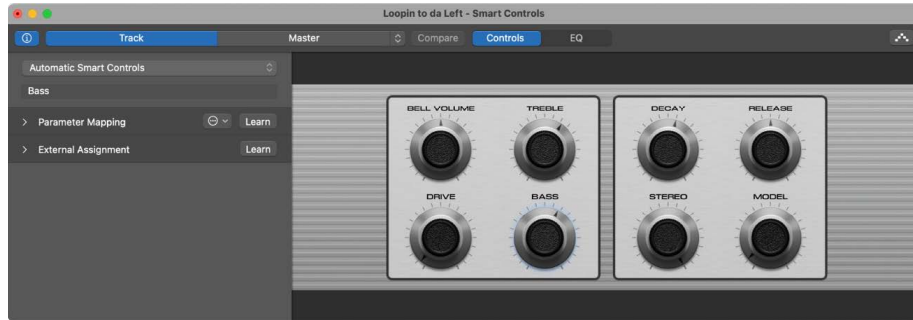 Loopin to da Left - Smart Controls
Track Master Compare Controls EQ
Automatic Smart Controls
Bass
Parameter Mapping Learn
External Assignment Learn
BELL VOLUME TREBLE DECAY RELEASE
DRIVE BASS STEREO MODEL